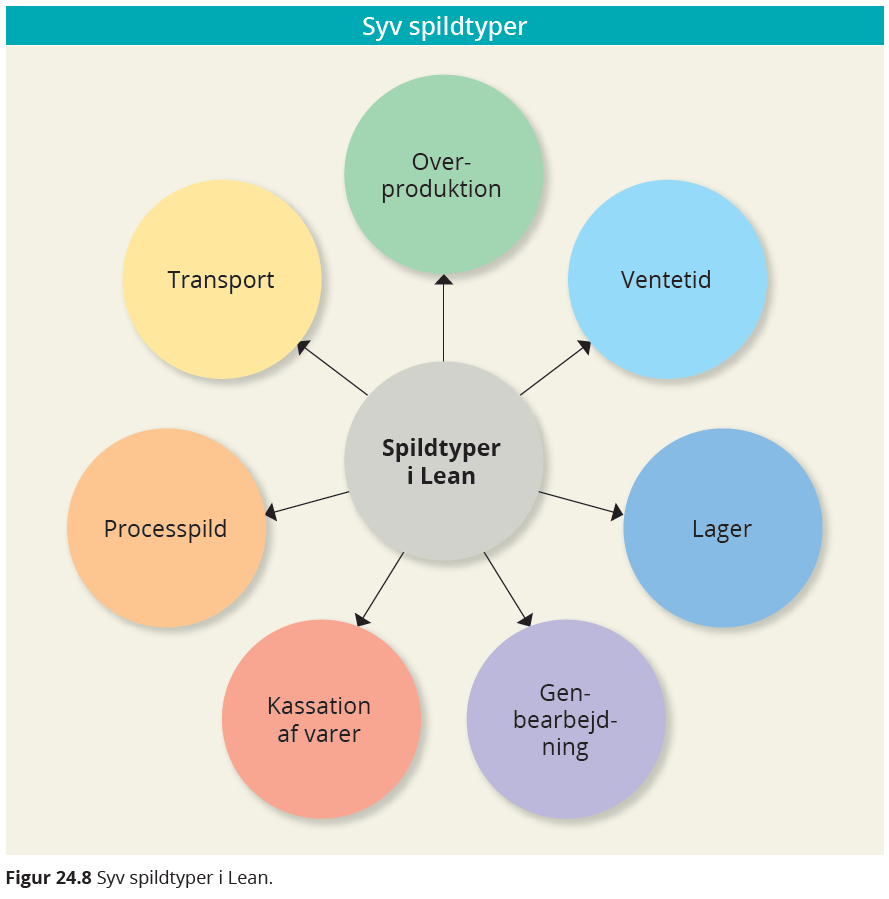 Syv spildtyper
Over-
produktion
Transport
Ventetid
Spildtyper
i Lean
Processpild
Lager
Kassation
af varer
Gen-
bearbejd-
ning
Figur 24.8 Syv spildtyper i Lean.